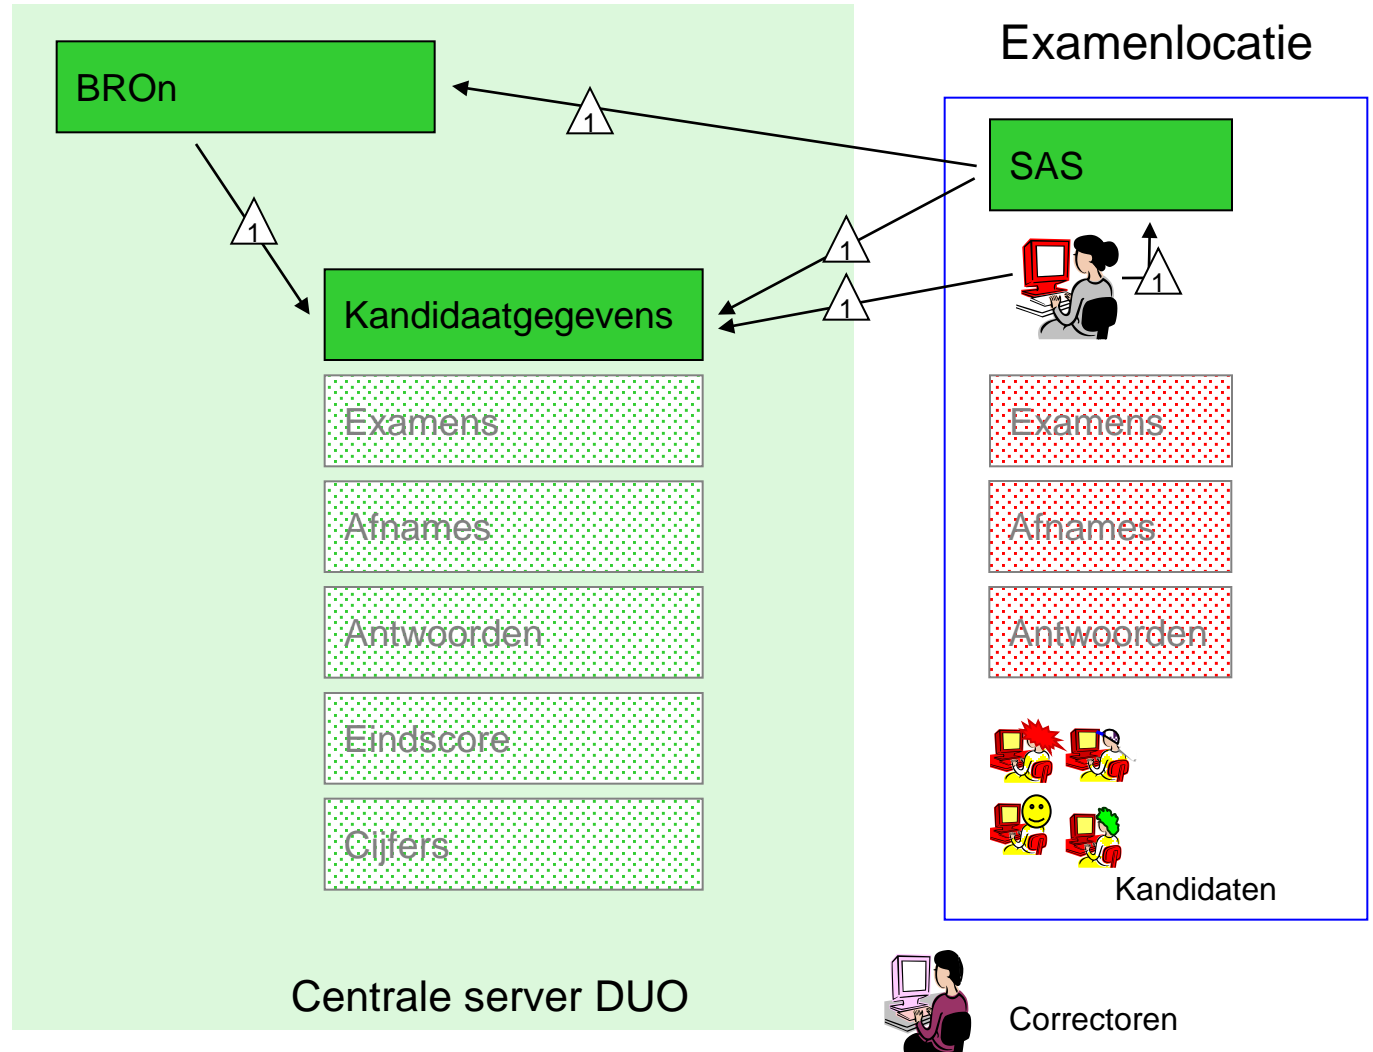 Examenlocatie
BROn
1
SAS
1
1
1
1
Kandidaatgegevens
Examens
Examens
Afnames
Afnames
Antwoorden
Antwoorden
Eindscore
Cijfers
Kandidaten
Centrale server DUO
Correctoren